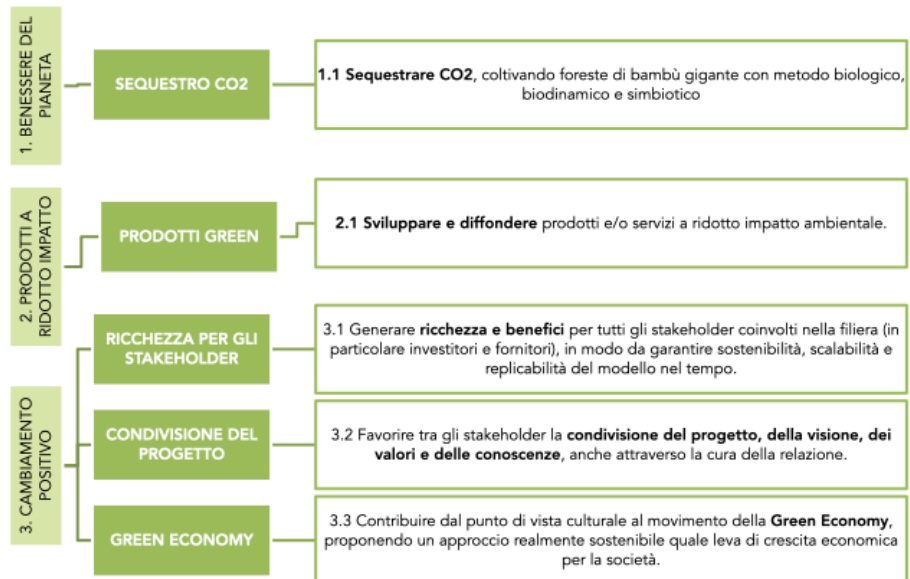 1. BENESSERE DEL
PIANETA
SEQUESTRO CO2
1.1 Sequestrare CO2, coltivando foreste di bambù gigante con metodo biologico,
biodinamico e simbiotico
2. PRODOTTI A
RIDOTTO IMPATTO
PRODOTTI GREEN
2.1 Sviluppare e diffondere prodotti e/o servizi a ridotto impatto ambientale.
3. CAMBIAMENTO
POSITIVO
RICCHEZZA PER GLI
STAKEHOLDER
3.1 Generare ricchezza e benefici per tutti gli stakeholder coinvolti nella filiera (in
particolare investitori e fornitori), in modo da garantire sostenibilità, scalabilità e
replicabilità del modello nel tempo.
CONDIVISIONE DEL
PROGETTO
3.2 Favorire tra gli stakeholder la condivisione del progetto, della visione, dei
valori e delle conoscenze, anche attraverso la cura della relazione.
GREEN ECONOMY
3.3 Contribuire dal punto di vista culturale al movimento della Green Economy,
proponendo un approccio realmente sostenibile quale leva di crescita economica
per la società.